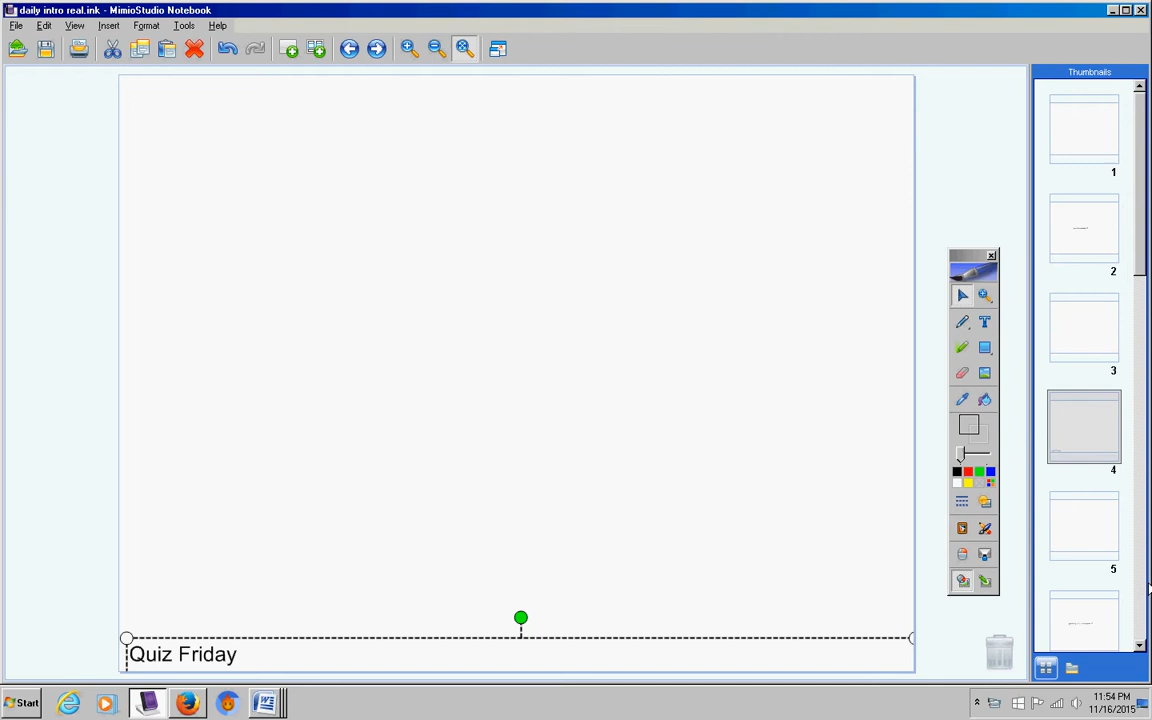 daily intro real.ink - MimioStudio Notebook
File Edit View Insert Format Tools Help
Thumbnails
1
2
3
4
5
Quiz Friday
Start
11:54 PM
11/16/2015